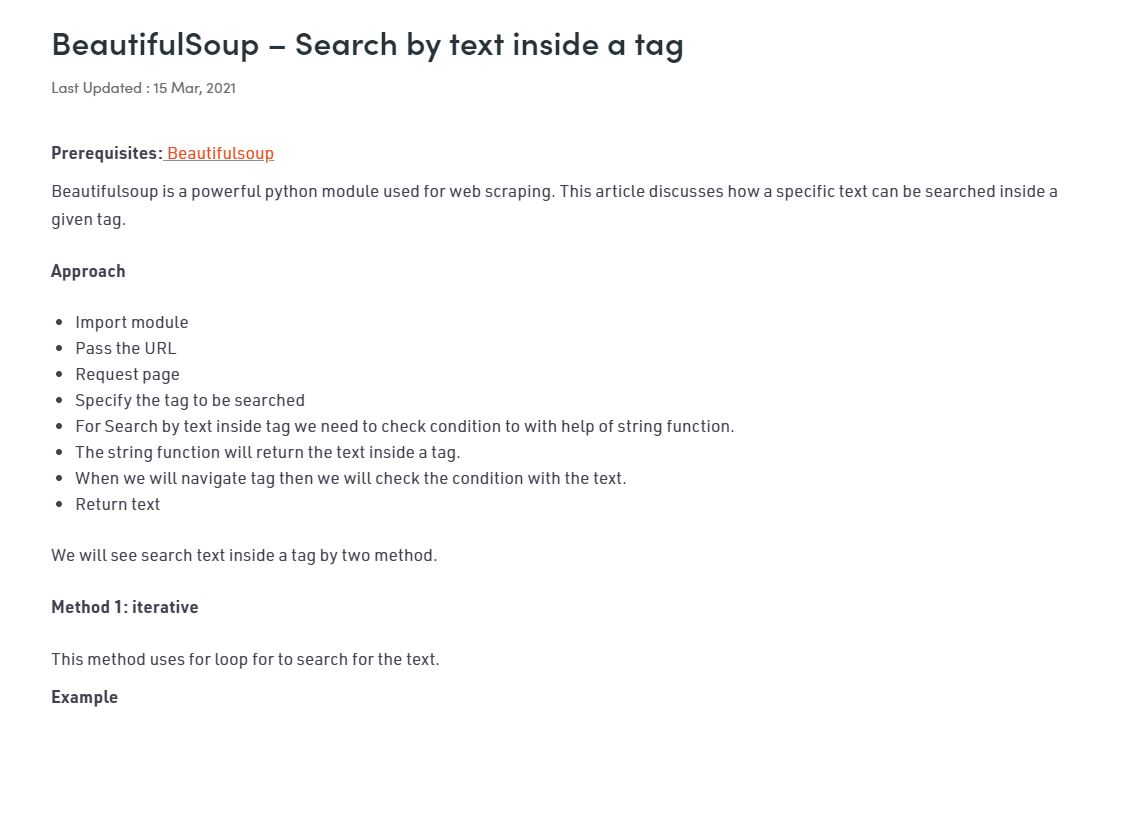 BeautifulSoup – Search by text inside a tag
Last Updated : 15 Mar, 2021
Prerequisites: Beautifulsoup
Beautifulsoup is a powerful python module used for web scraping. This article discusses how a specific text can be searched inside a
given tag.
Approach
• Import module
• Pass the URL
• Request page
• Specify the tag to be searched
• For Search by text inside tag we need to check condition to with help of string function.
• The string function will return the text inside a tag.
• When we will navigate tag then we will check the condition with the text.
• Return text
We will see search text inside a tag by two method.
Method 1: iterative
This method uses for loop for to search for the text.
Example